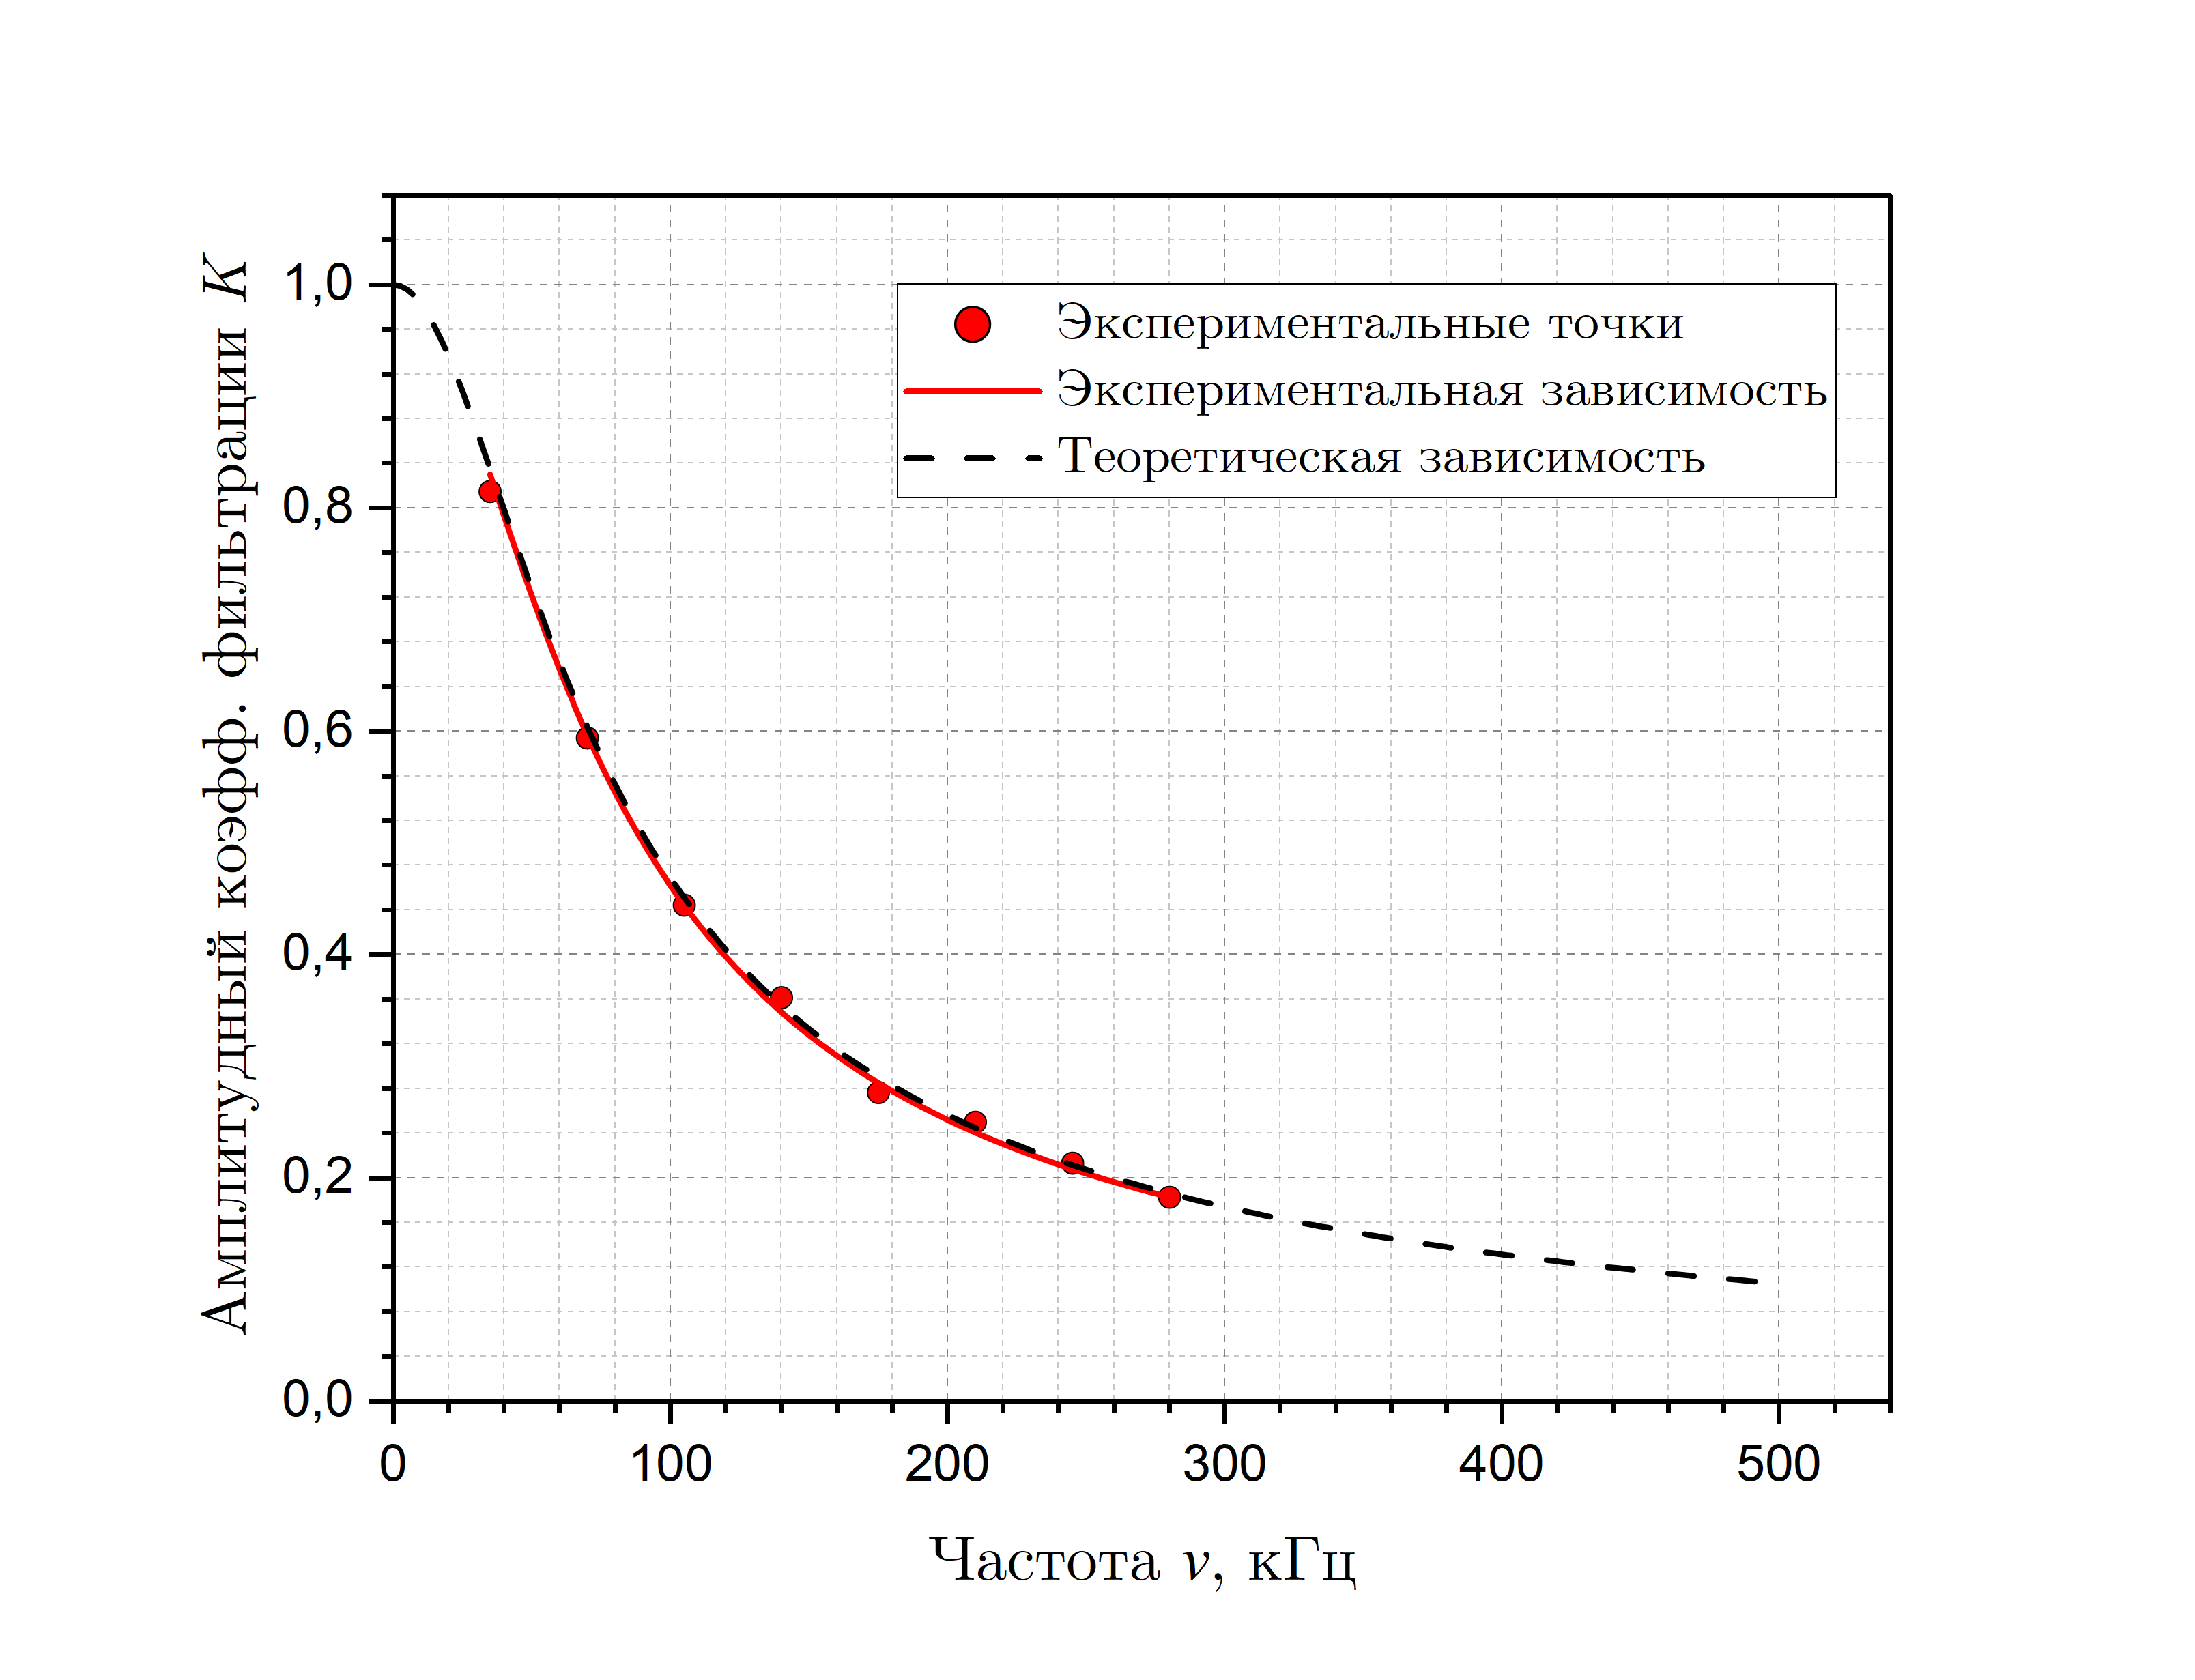 Амплитудный коэфф. фильтрации K
1,0
0,8
0,6
0,4
0,2
0,0
Экспериментальные точки
Экспериментальная зависимость
Теоретическая зависимость
0 100 200 300 400 500
Частота ν, кГц